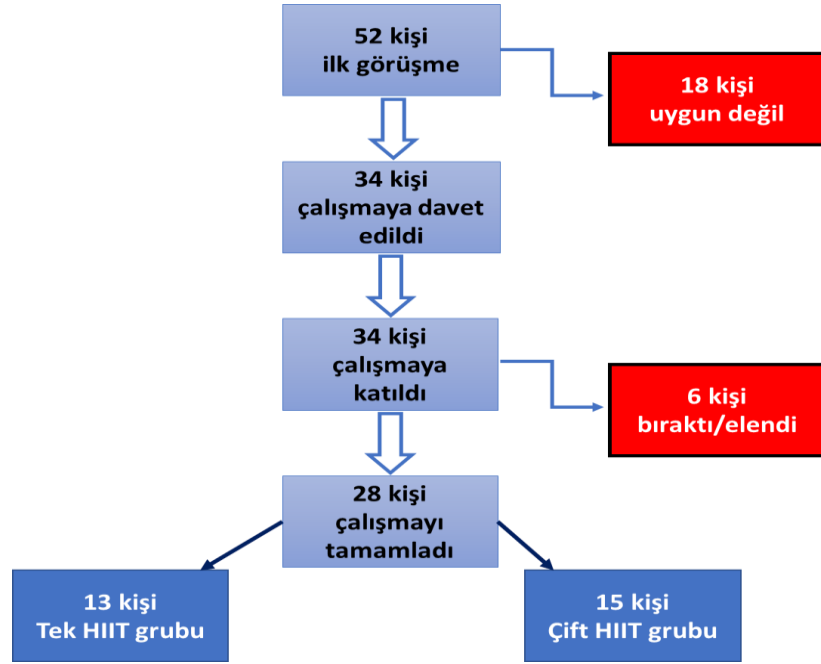 52 kişi
ilk görüşme
18 kişi
uygun değil
34 kişi
çalışmaya davet
edildi
34 kişi
çalışmaya
katıldı
6 kişi
bıraktı/elendi
28 kişi
çalışmayı
tamamladı
13 kişi
Tek HIIT grubu
15 kişi
Çift HIIT grubu